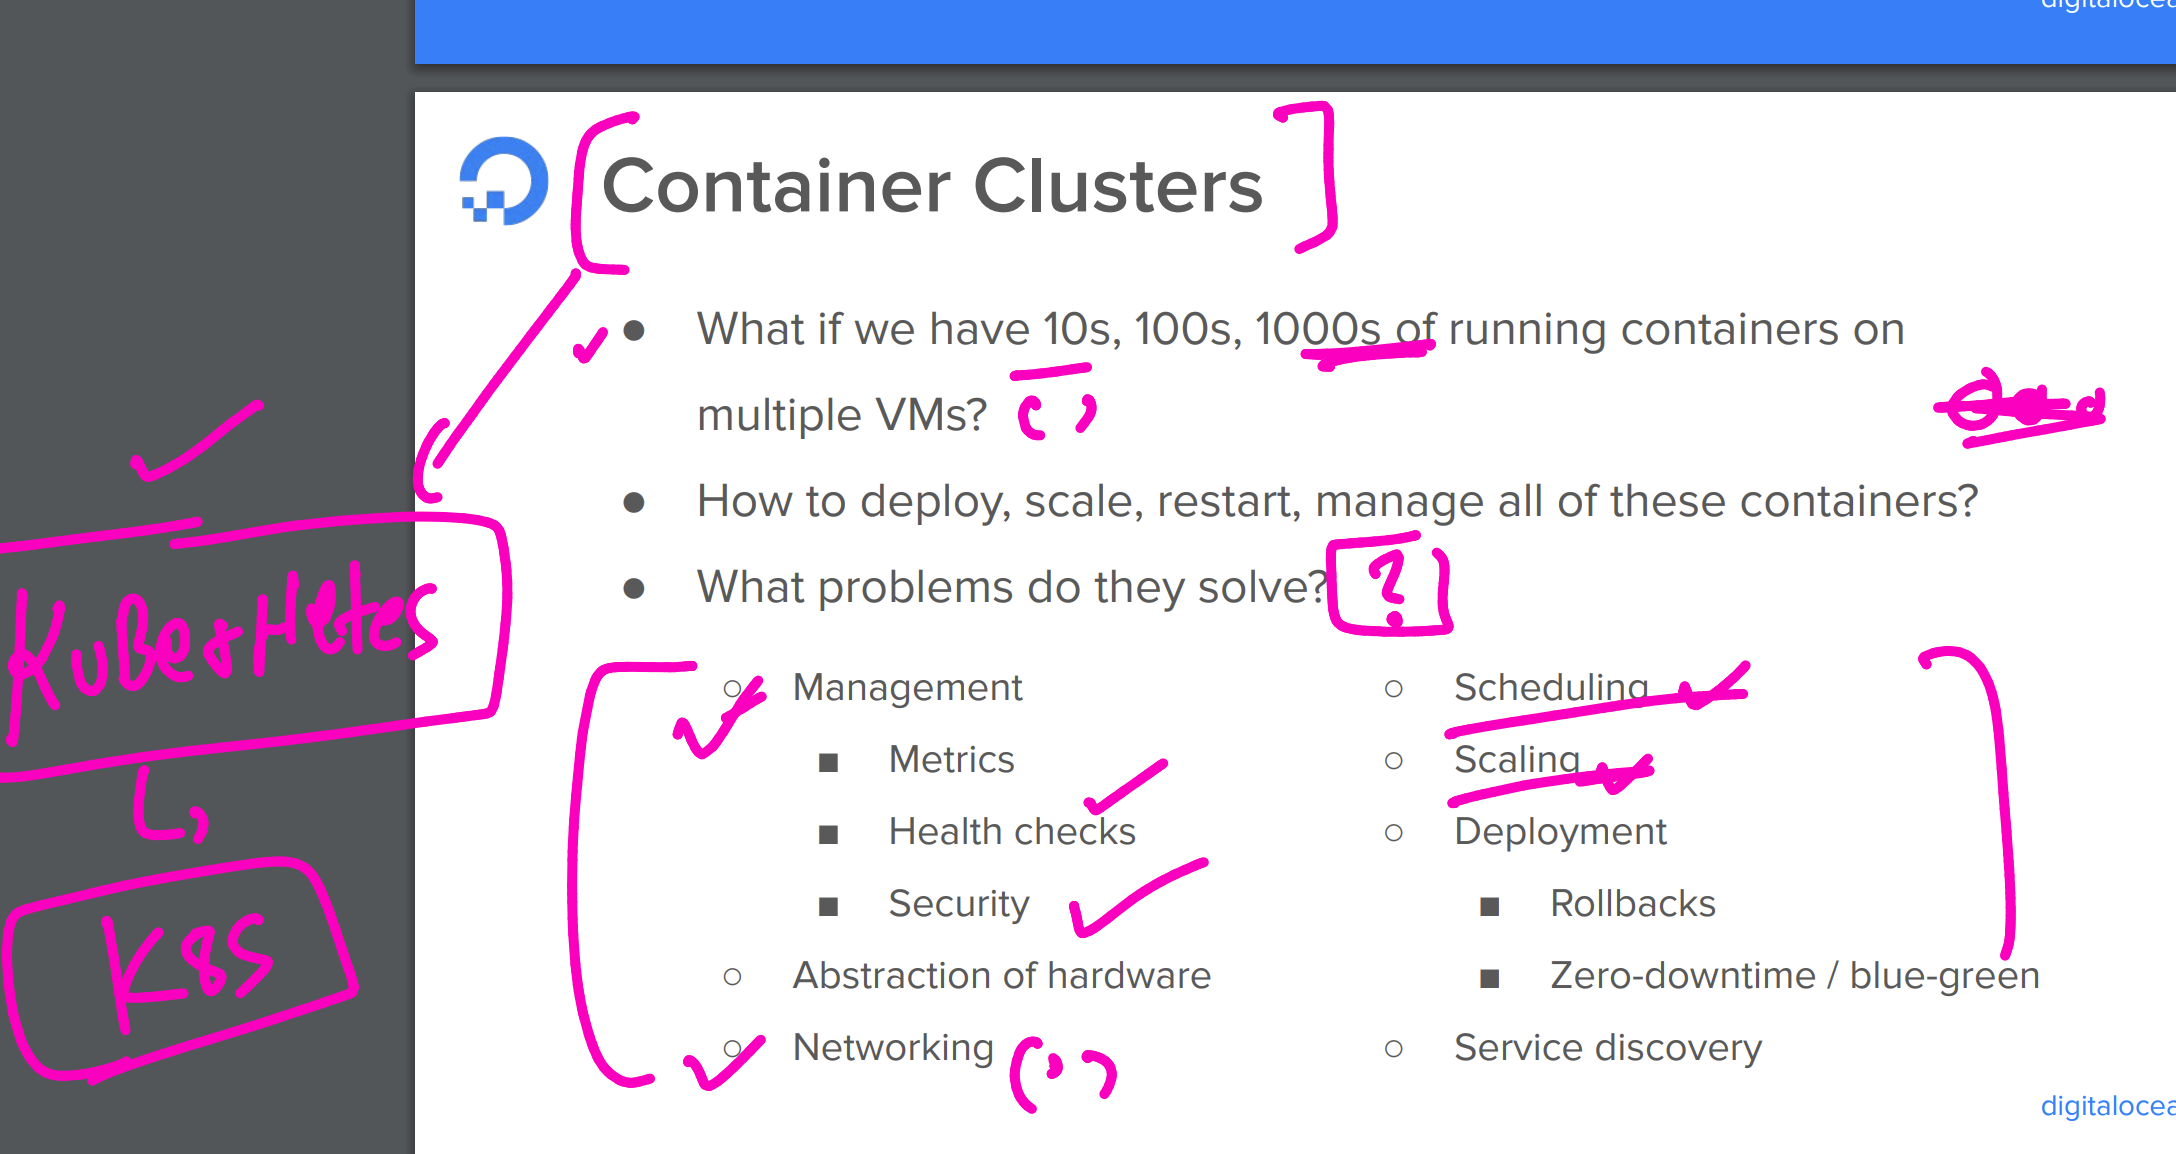 Container Clusters
● What if we have 10s, 100s, 1000s of running containers on
multiple VMs?
● How to deploy, scale, restart, manage all of these containers?
● What problems do they solve?
?
KuBerHetes
K8S
○ Management
■ Metrics
■ Health checks
■ Security
○ Abstraction of hardware
○ Networking
○ Scheduling
○ Scaling
○ Deployment
■ Rollbacks
■ Zero-downtime / blue-green
○ Service discovery
digitalocea